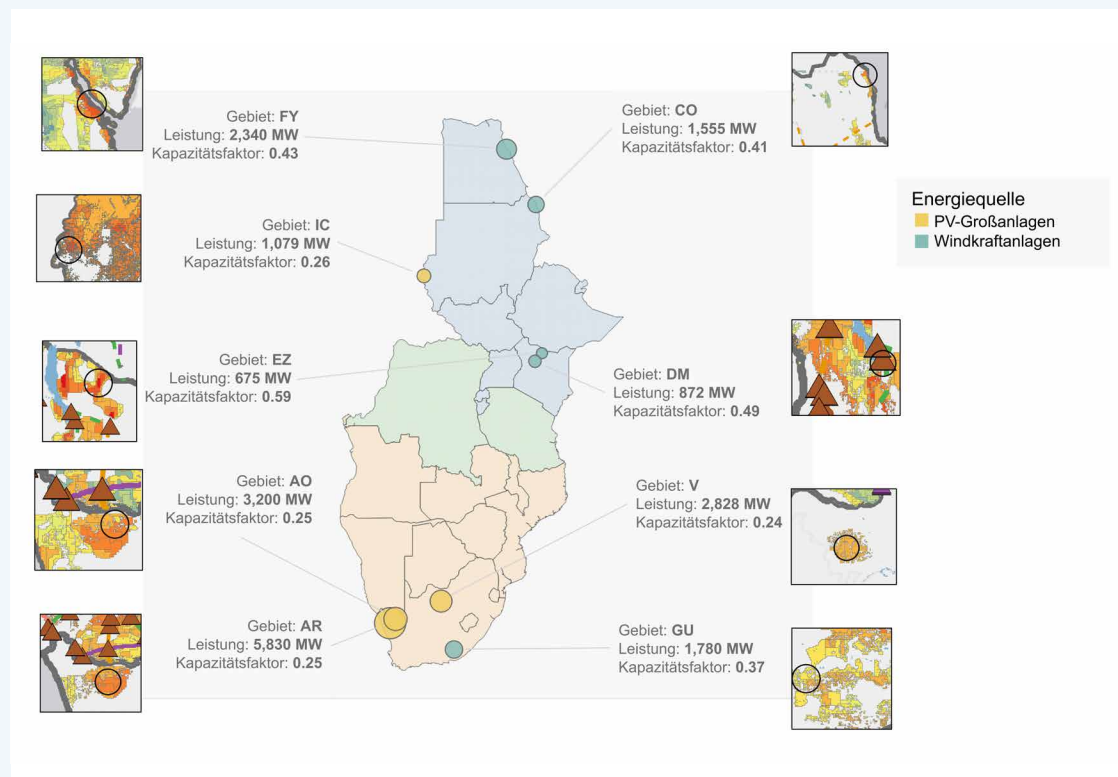 Gebiet: FY
Leistung: 2,340 MW
Kapazitätsfaktor: 0.43
Gebiet: CO
Leistung: 1,555 MW
Kapazitätsfaktor: 0.41
Energiequelle
PV-Großanlagen
Windkraftanlagen
Gebiet: IC
Leistung: 1,079 MW
Kapazitätsfaktor: 0.26
Gebiet: EZ
Leistung: 675 MW
Kapazitätsfaktor: 0.59
Gebiet: DM
Leistung: 872 MW
Kapazitätsfaktor: 0.49
Gebiet: AO
Leistung: 3,200 MW
Kapazitätsfaktor: 0.25
Gebiet: V
Leistung: 2,828 MW
Kapazitätsfaktor: 0.24
Gebiet: AR
Leistung: 5,830 MW
Kapazitätsfaktor: 0.25
Gebiet: GU
Leistung: 1,780 MW
Kapazitätsfaktor: 0.37